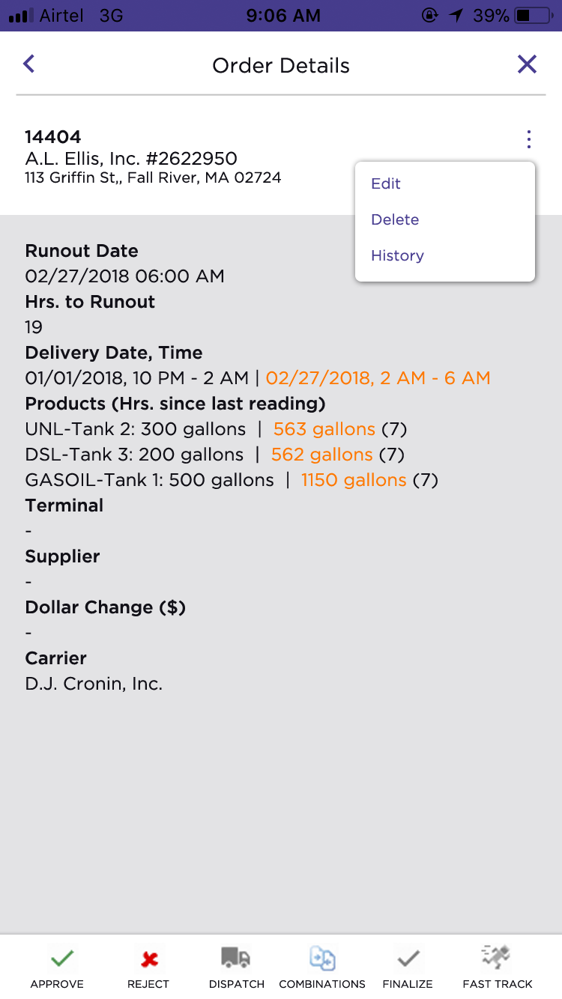 Airtel 3G 9:06 AM 39%
Order Details
14404
A.L. Ellis, Inc. #2622950
113 Griffin St,, Fall River, MA 02724
Edit
Delete
History
Runout Date
02/27/2018 06:00 AM
Hrs. to Runout
19
Delivery Date, Time
01/01/2018, 10 PM - 2 AM | 02/27/2018, 2 AM - 6 AM
Products (Hrs. since last reading)
UNL-Tank 2: 300 gallons | 563 gallons (7)
DSL-Tank 3: 200 gallons | 562 gallons (7)
GASOIL-Tank 1: 500 gallons | 1150 gallons (7)
Terminal
-
Supplier
-
Dollar Change ($)
-
Carrier
D.J. Cronin, Inc.
APPROVE REJECT DISPATCH COMBINATIONS FINALIZE FAST TRACK